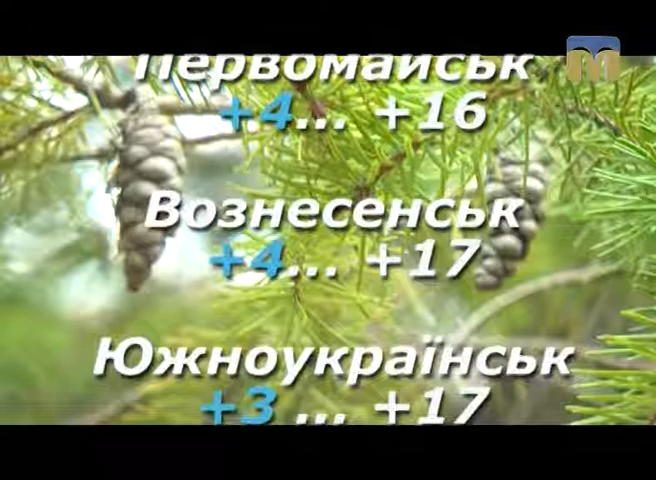 Первомайськ
+4... +16
Вознесенськ
+4... +17
Южноукраїнськ
+3 ... +17